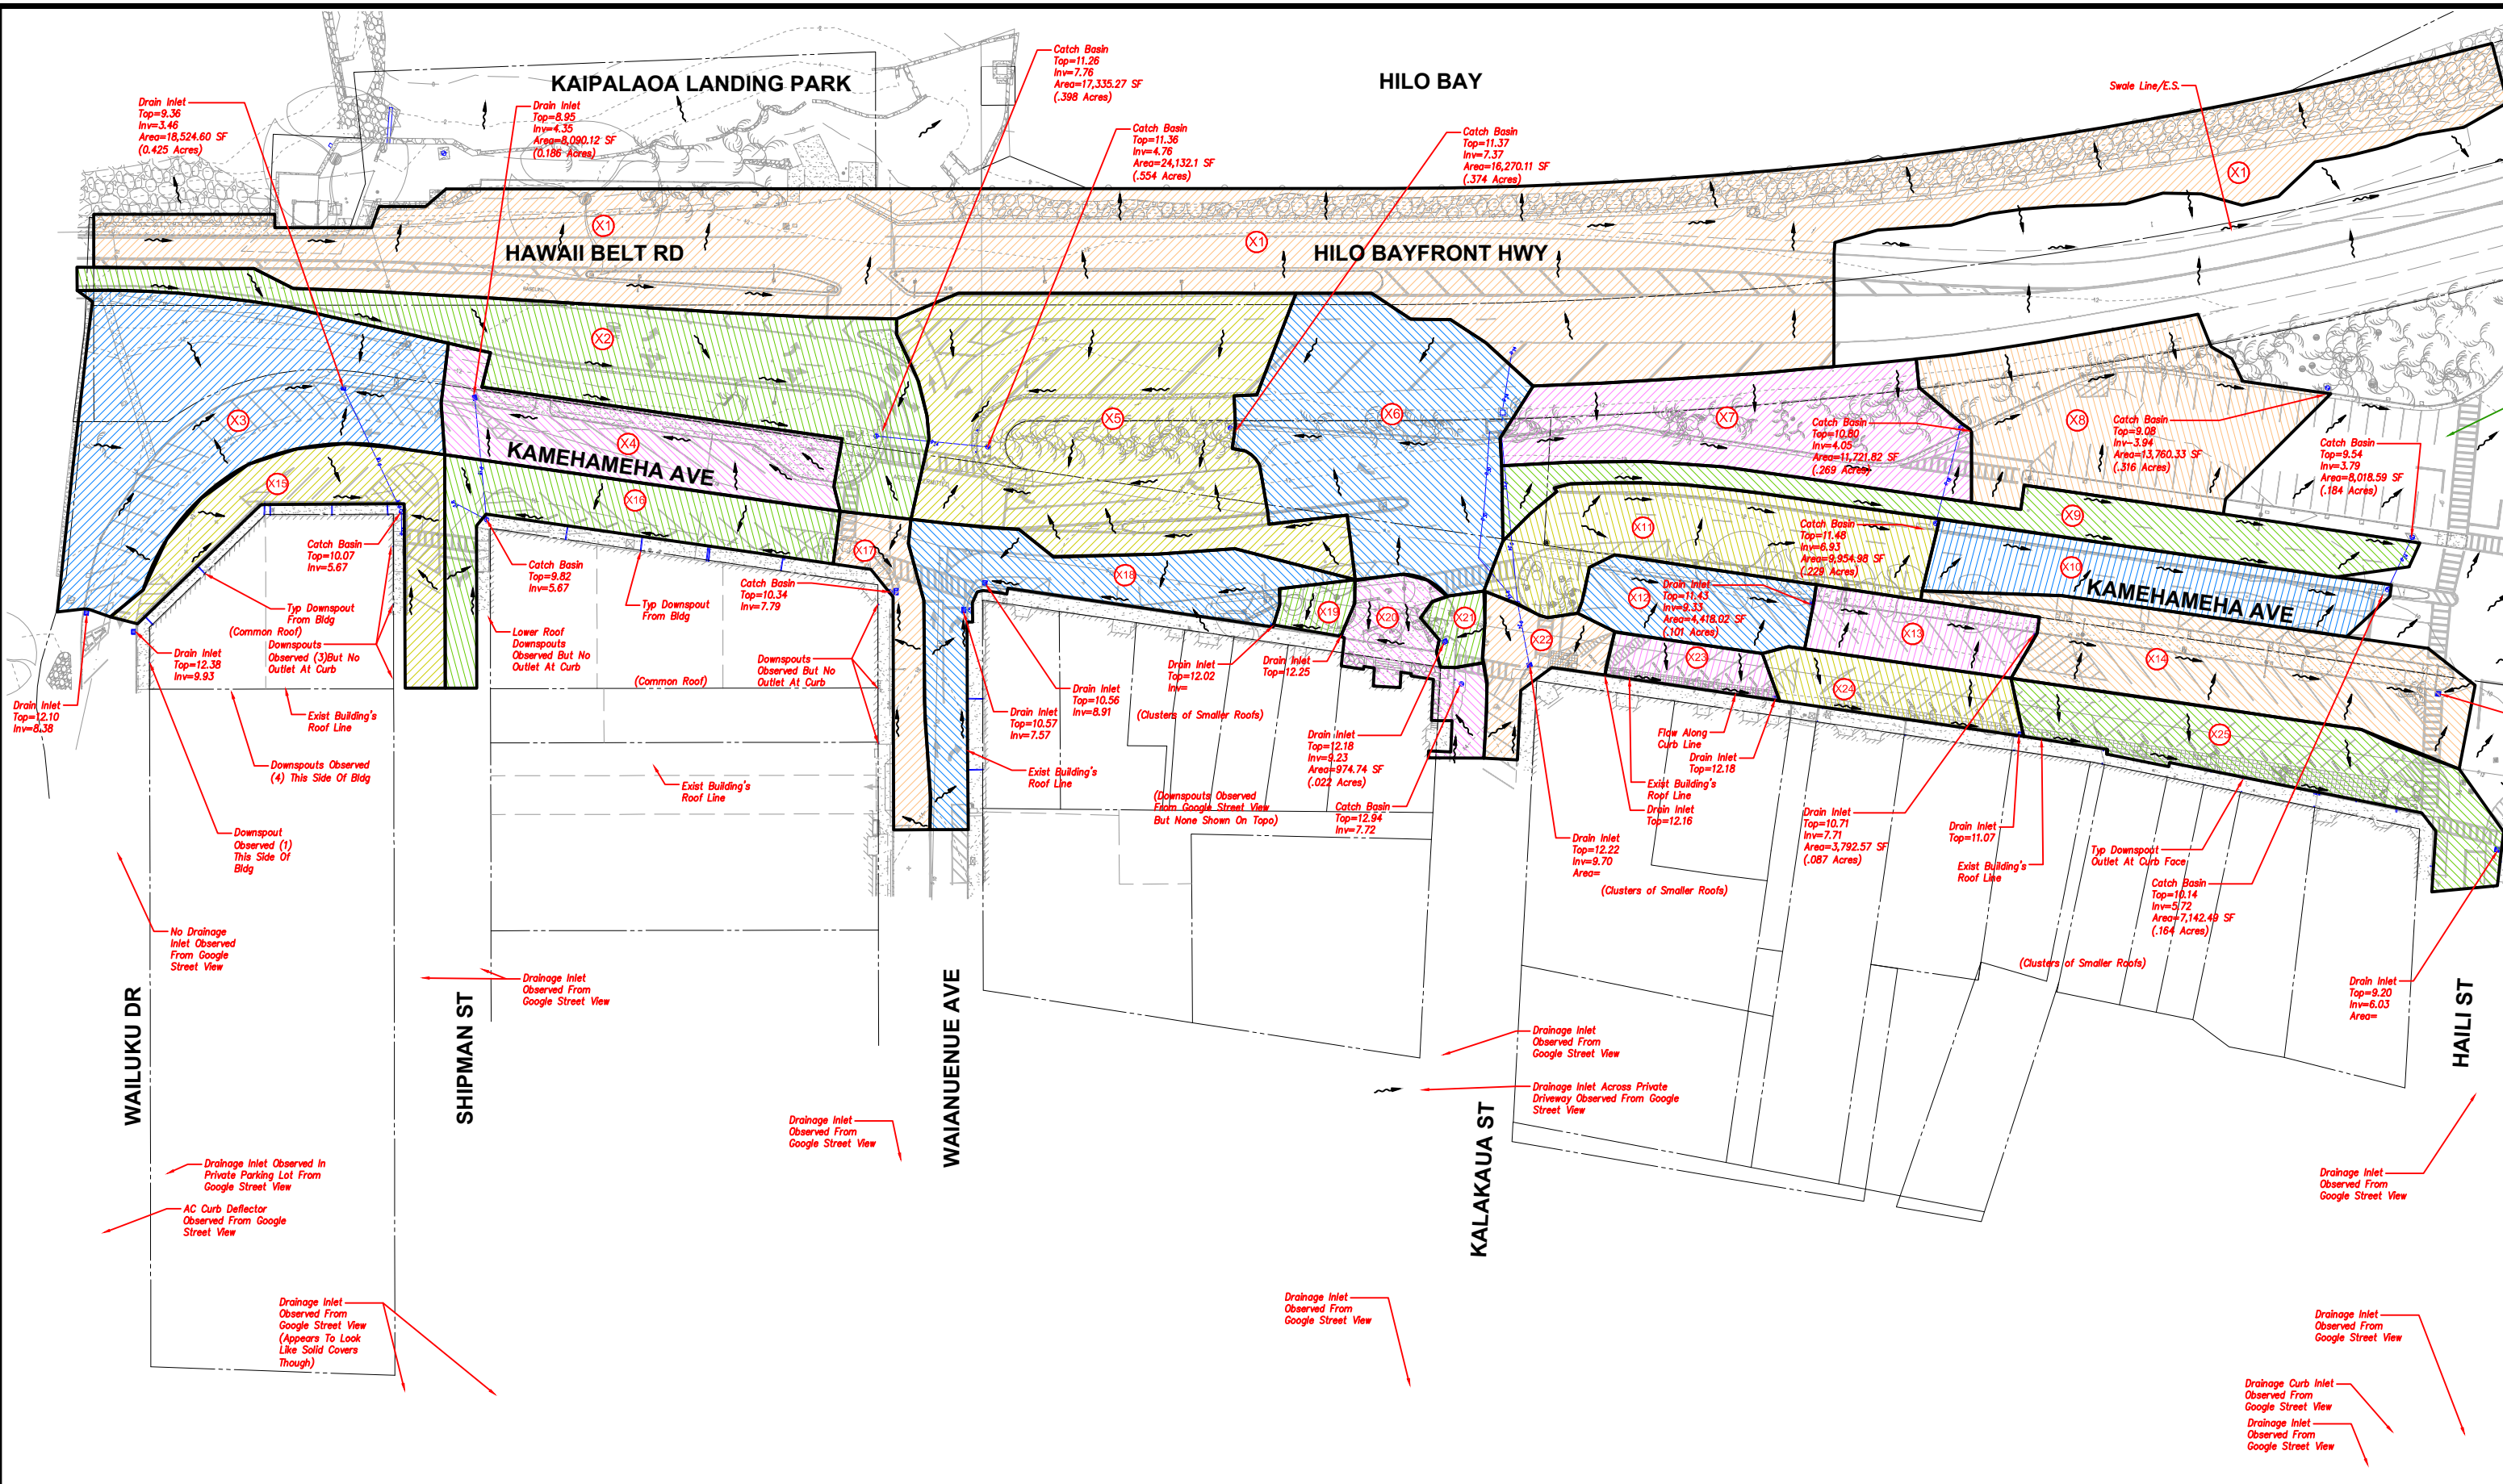 KAIPALAOA LANDING PARK
HILO BAY
HAWAII BELT RD
HILO BAYFRONT HWY
KAMEHAMEHA AVE
KAMEHAMEHA AVE
WAILUKU DR
SHIPMAN ST
WAIANUENUE AVE
KALAKAUA ST
HAILI ST
Drain Inlet
Top=9.36
Inv=3.46
Area=18,524.60 SF
(0.425 Acres)
Drain Inlet
Top=8.95
Inv=4.35
Area=8,090.12 SF
(0.186 Acres)
Catch Basin
Top=11.26
Inv=7.76
Area=17,335.27 SF
(.398 Acres)
Catch Basin
Top=11.36
Inv=4.76
Area=24,132.1 SF
(.554 Acres)
Catch Basin
Top=11.37
Inv=7.37
Area=16,270.11 SF
(.374 Acres)
Swale Line/E.S.
X1
X1
X1
X2
X3
X4
X5
X6
X7
X8
X9
X10
X11
X12
X13
X14
X15
X16
X17
X18
X19
X20
X21
X22
X23
X24
X25
Catch Basin
Top=10.80
Inv=4.05
Area=11,721.82 SF
(.269 Acres)
Catch Basin
Top=9.08
Inv-3.94
Area=13,760.33 SF
(.316 Acres)
Catch Basin
Top=9.54
Inv=3.79
Area=8,018.59 SF
(.184 Acres)
Catch Basin
Top=11.48
Inv=6.93
Area=9,954.98 SF
(.229 Acres)
Drain Inlet
Top=11.43
Inv=9.33
Area=4,418.02 SF
(.101 Acres)
Catch Basin
Top=10.07
Inv=5.67
Catch Basin
Top=9.82
Inv=5.67
Typ Downspout
From Bldg
Catch Basin
Top=10.34
Inv=7.79
Typ Downspout
From Bldg
(Common Roof)
Downspouts
Observed (3)But No
Outlet At Curb
Lower Roof
Downspouts
Observed But No
Outlet At Curb
Downspouts
Observed But No
Outlet At Curb
(Common Roof)
Drain Inlet
Top=12.38
Inv=9.93
Drain Inlet
Top=12.10
Inv=8.38
Exist Building's
Roof Line
Downspouts Observed
(4) This Side Of Bldg
Downspout
Observed (1)
This Side Of
Bldg
Exist Building's
Roof Line
Drain Inlet
Top=10.57
Inv=7.57
Drain Inlet
Top=10.56
Inv=8.91
Exist Building's
Roof Line
Drain Inlet
Top=12.02
Inv=
Drain Inlet
Top=12.25
(Clusters of Smaller Roofs)
Drain Inlet
Top=12.18
Inv=9.23
Area=974.74 SF
(.022 Acres)
(Downspouts Observed
From Google Street View
But None Shown On Topo)
Catch Basin
Top=12.94
Inv=7.72
Flow Along
Curb Line
Drain Inlet
Top=12.18
Exist Building's
Roof Line
Drain Inlet
Top=12.16
Drain Inlet
Top=12.22
Inv=9.70
Area=
(Clusters of Smaller Roofs)
Drain Inlet
Top=10.71
Inv=7.71
Area=3,792.57 SF
(.087 Acres)
Drain Inlet
Top=11.07
Exist Building's
Roof Line
Typ Downspout
Outlet At Curb Face
Catch Basin
Top=10.14
Inv=5.72
Area=7,142.49 SF
(.164 Acres)
(Clusters of Smaller Roofs)
Drain Inlet
Top=9.20
Inv=6.03
Area=
No Drainage
Inlet Observed
From Google
Street View
Drainage Inlet
Observed From
Google Street View
Drainage Inlet
Observed From
Google Street View
Drainage Inlet Across Private
Driveway Observed From Google
Street View
Drainage Inlet
Observed From
Google Street View
Drainage Inlet Observed In
Private Parking Lot From
Google Street View
AC Curb Deflector
Observed From Google
Street View
Drainage Inlet
Observed From
Google Street View
Drainage Inlet
Observed From
Google Street View
(Appears To Look
Like Solid Covers
Though)
Drainage Inlet
Observed From
Google Street View
Drainage Inlet
Observed From
Google Street View
Drainage Curb Inlet
Observed From
Google Street View
Drainage Inlet
Observed From
Google Street View